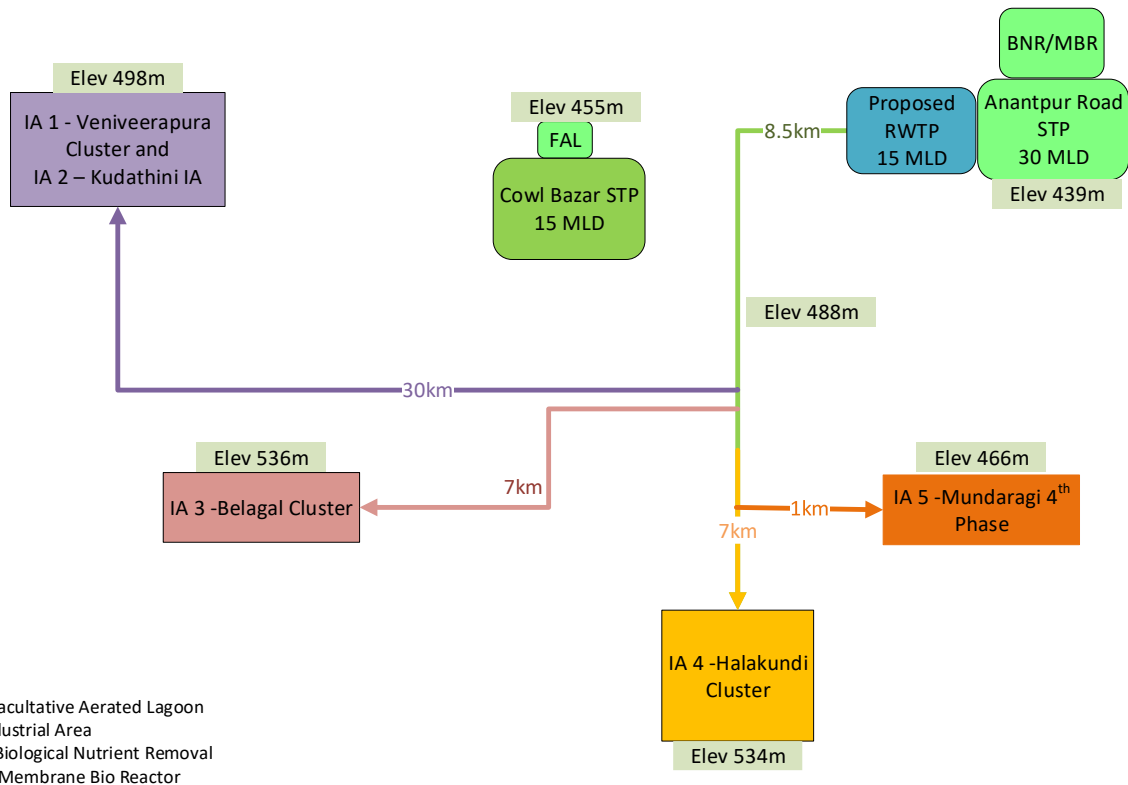 BNR/MBR
Elev 498m
IA 1 - Veniveerapura
Cluster and
IA 2 – Kudathini IA
Elev 455m
FAL
Cowl Bazar STP
15 MLD
8.5km
Proposed
RWTP
15 MLD
Anantpur Road
STP
30 MLD
Elev 439m
Elev 488m
30km
Elev 536m
IA 3 -Belagal Cluster
7km
Elev 466m
IA 5 -Mundaragi 4th
Phase
1km
7km
IA 4 -Halakundi
Cluster
Elev 534m
acultative Aerated Lagoon
dustrial Area
Biological Nutrient Removal
Membrane Bio Reactor